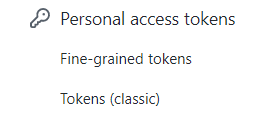 Personal access tokens
Fine-grained tokens
Tokens (classic)